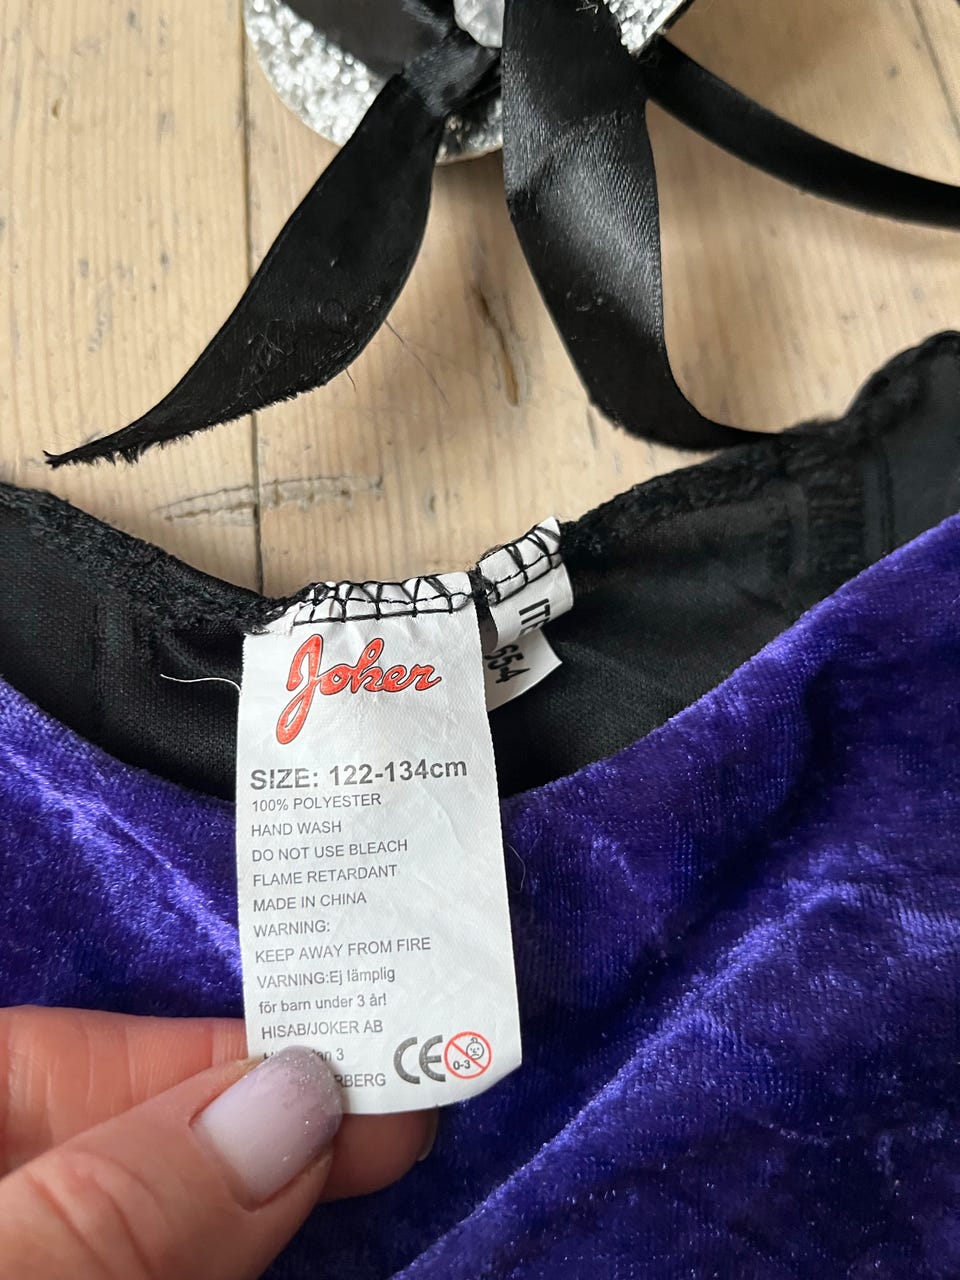 Joker
SIZE: 122-134cm
100% POLYESTER
HAND WASH
DO NOT USE BLEACH
FLAME RETARDANT
MADE IN CHINA
WARNING:
KEEP AWAY FROM FIRE
VARNING:Ej lämplig
för barn under 3 år!
HISAB/JOKER AB
3
CE
0-3